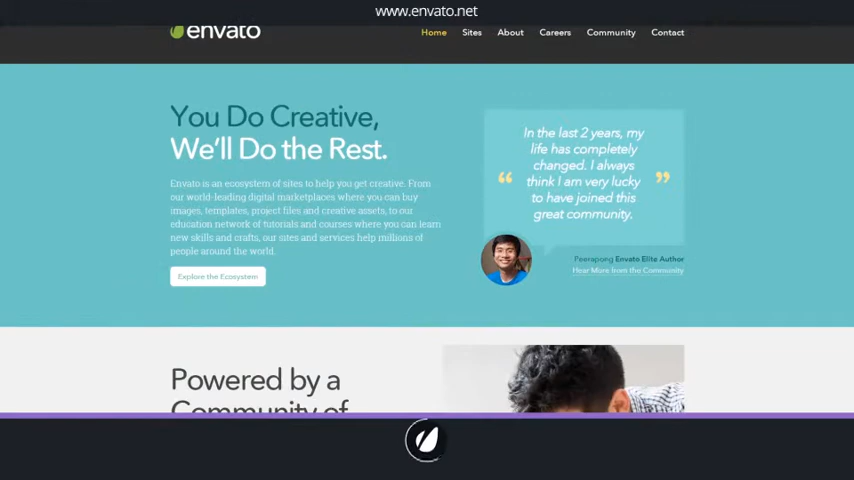 www.envato.net
envato
Home Sites About Careers Community Contact
You Do Creative,
We'll Do the Rest.
Envato is an ecosystem of sites to help you get creative. From
our world-leading digital marketplaces where you can buy
images, templates, project files and creative assets, to our
education network of tutorials and courses where you can learn
new skills and crafts, our sites and services help millions of
people around the world.
Explore the Ecosystem
“ In the last 2 years, my
life has completely
changed. I always
think I am very lucky
to have joined this
great community. ”
Peerapong Envato Elite Author
Hear More from the Community
Powered by a
Community of